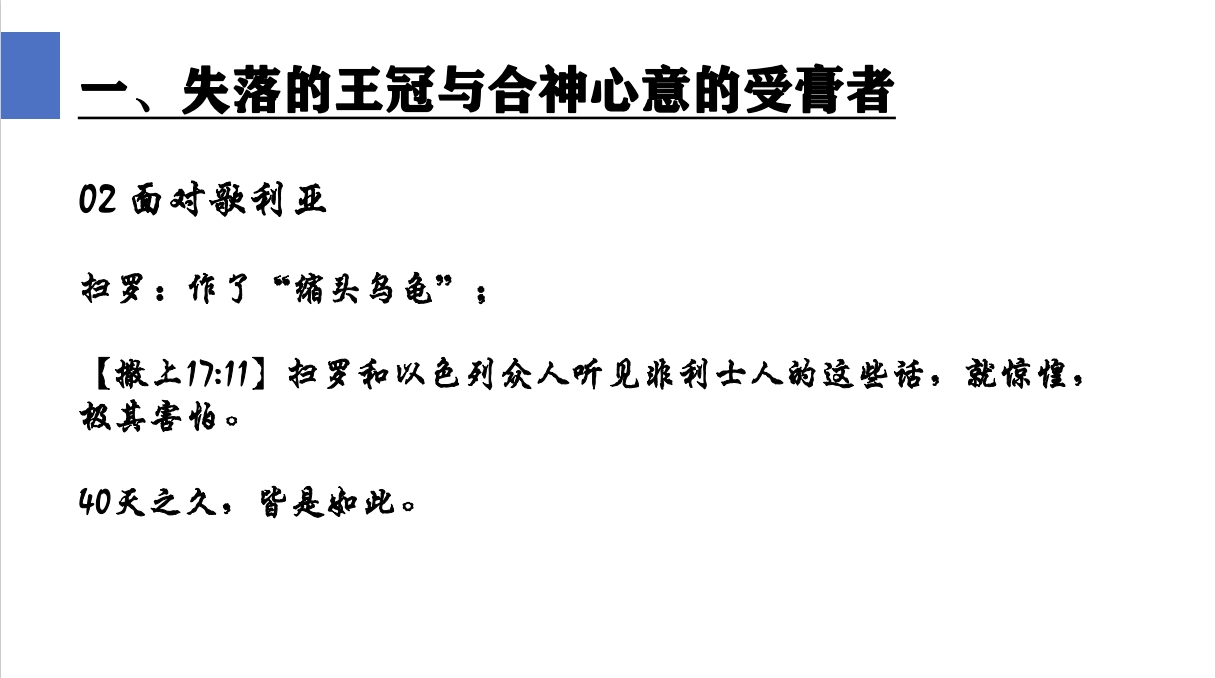 一、失落的王冠与合神心意的受膏者
02 面对歌利亚
扫罗：作了“缩头乌龟”；
【撒上17:11】扫罗和以色列众人听见非利士人的这些话，就惊惶，
极其害怕。
40天之久，皆是如此。